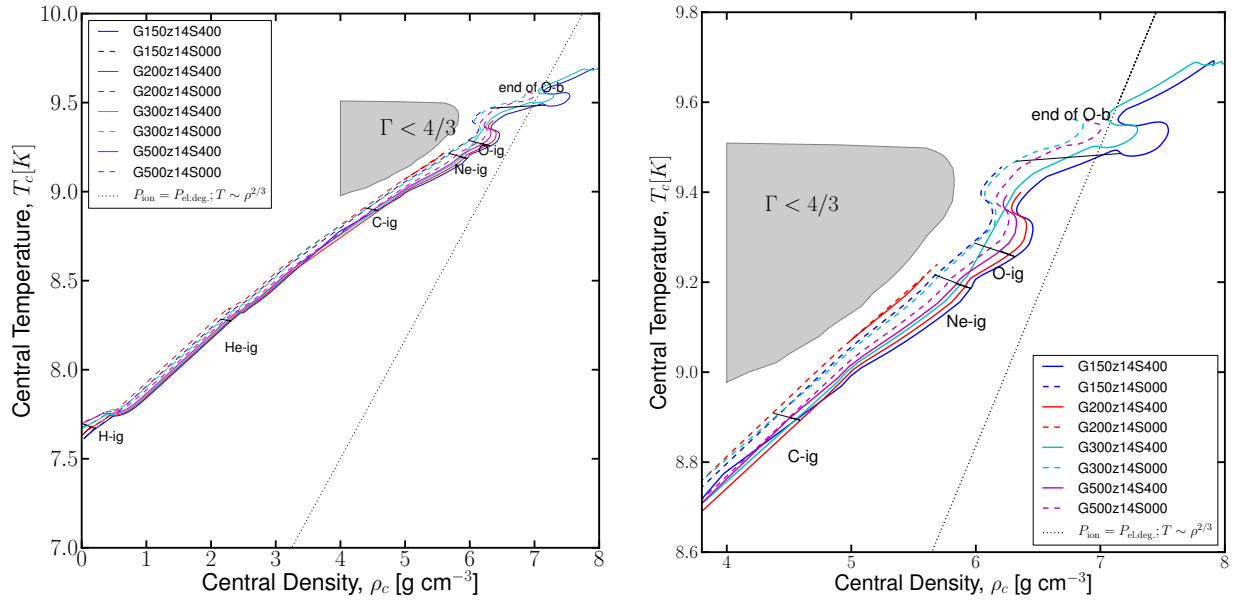 10.0
9.5
9.0
8.5
8.0
7.5
7.0
0
1
2
3
4
5
6
7
8
Central Temperature, T_c[K]
Central Density, ρ_c [g cm⁻³]
G150z14S400
G150z14S000
G200z14S400
G200z14S000
G300z14S400
G300z14S000
G500z14S400
G500z14S000
P_ion = P_el.deg.; T ∼ ρ^{2/3}
Γ < 4/3
end of O-b
O-ig
Ne-ig
C-ig
He-ig
H-ig
9.8
9.6
9.4
9.2
9.0
8.8
8.6
4
5
6
7
8
Central Temperature, T_c[K]
Central Density, ρ_c [g cm⁻³]
end of O-b
Γ < 4/3
O-ig
Ne-ig
C-ig
G150z14S400
G150z14S000
G200z14S400
G200z14S000
G300z14S400
G300z14S000
G500z14S400
G500z14S000
P_ion = P_el.deg.; T ∼ ρ^{2/3}